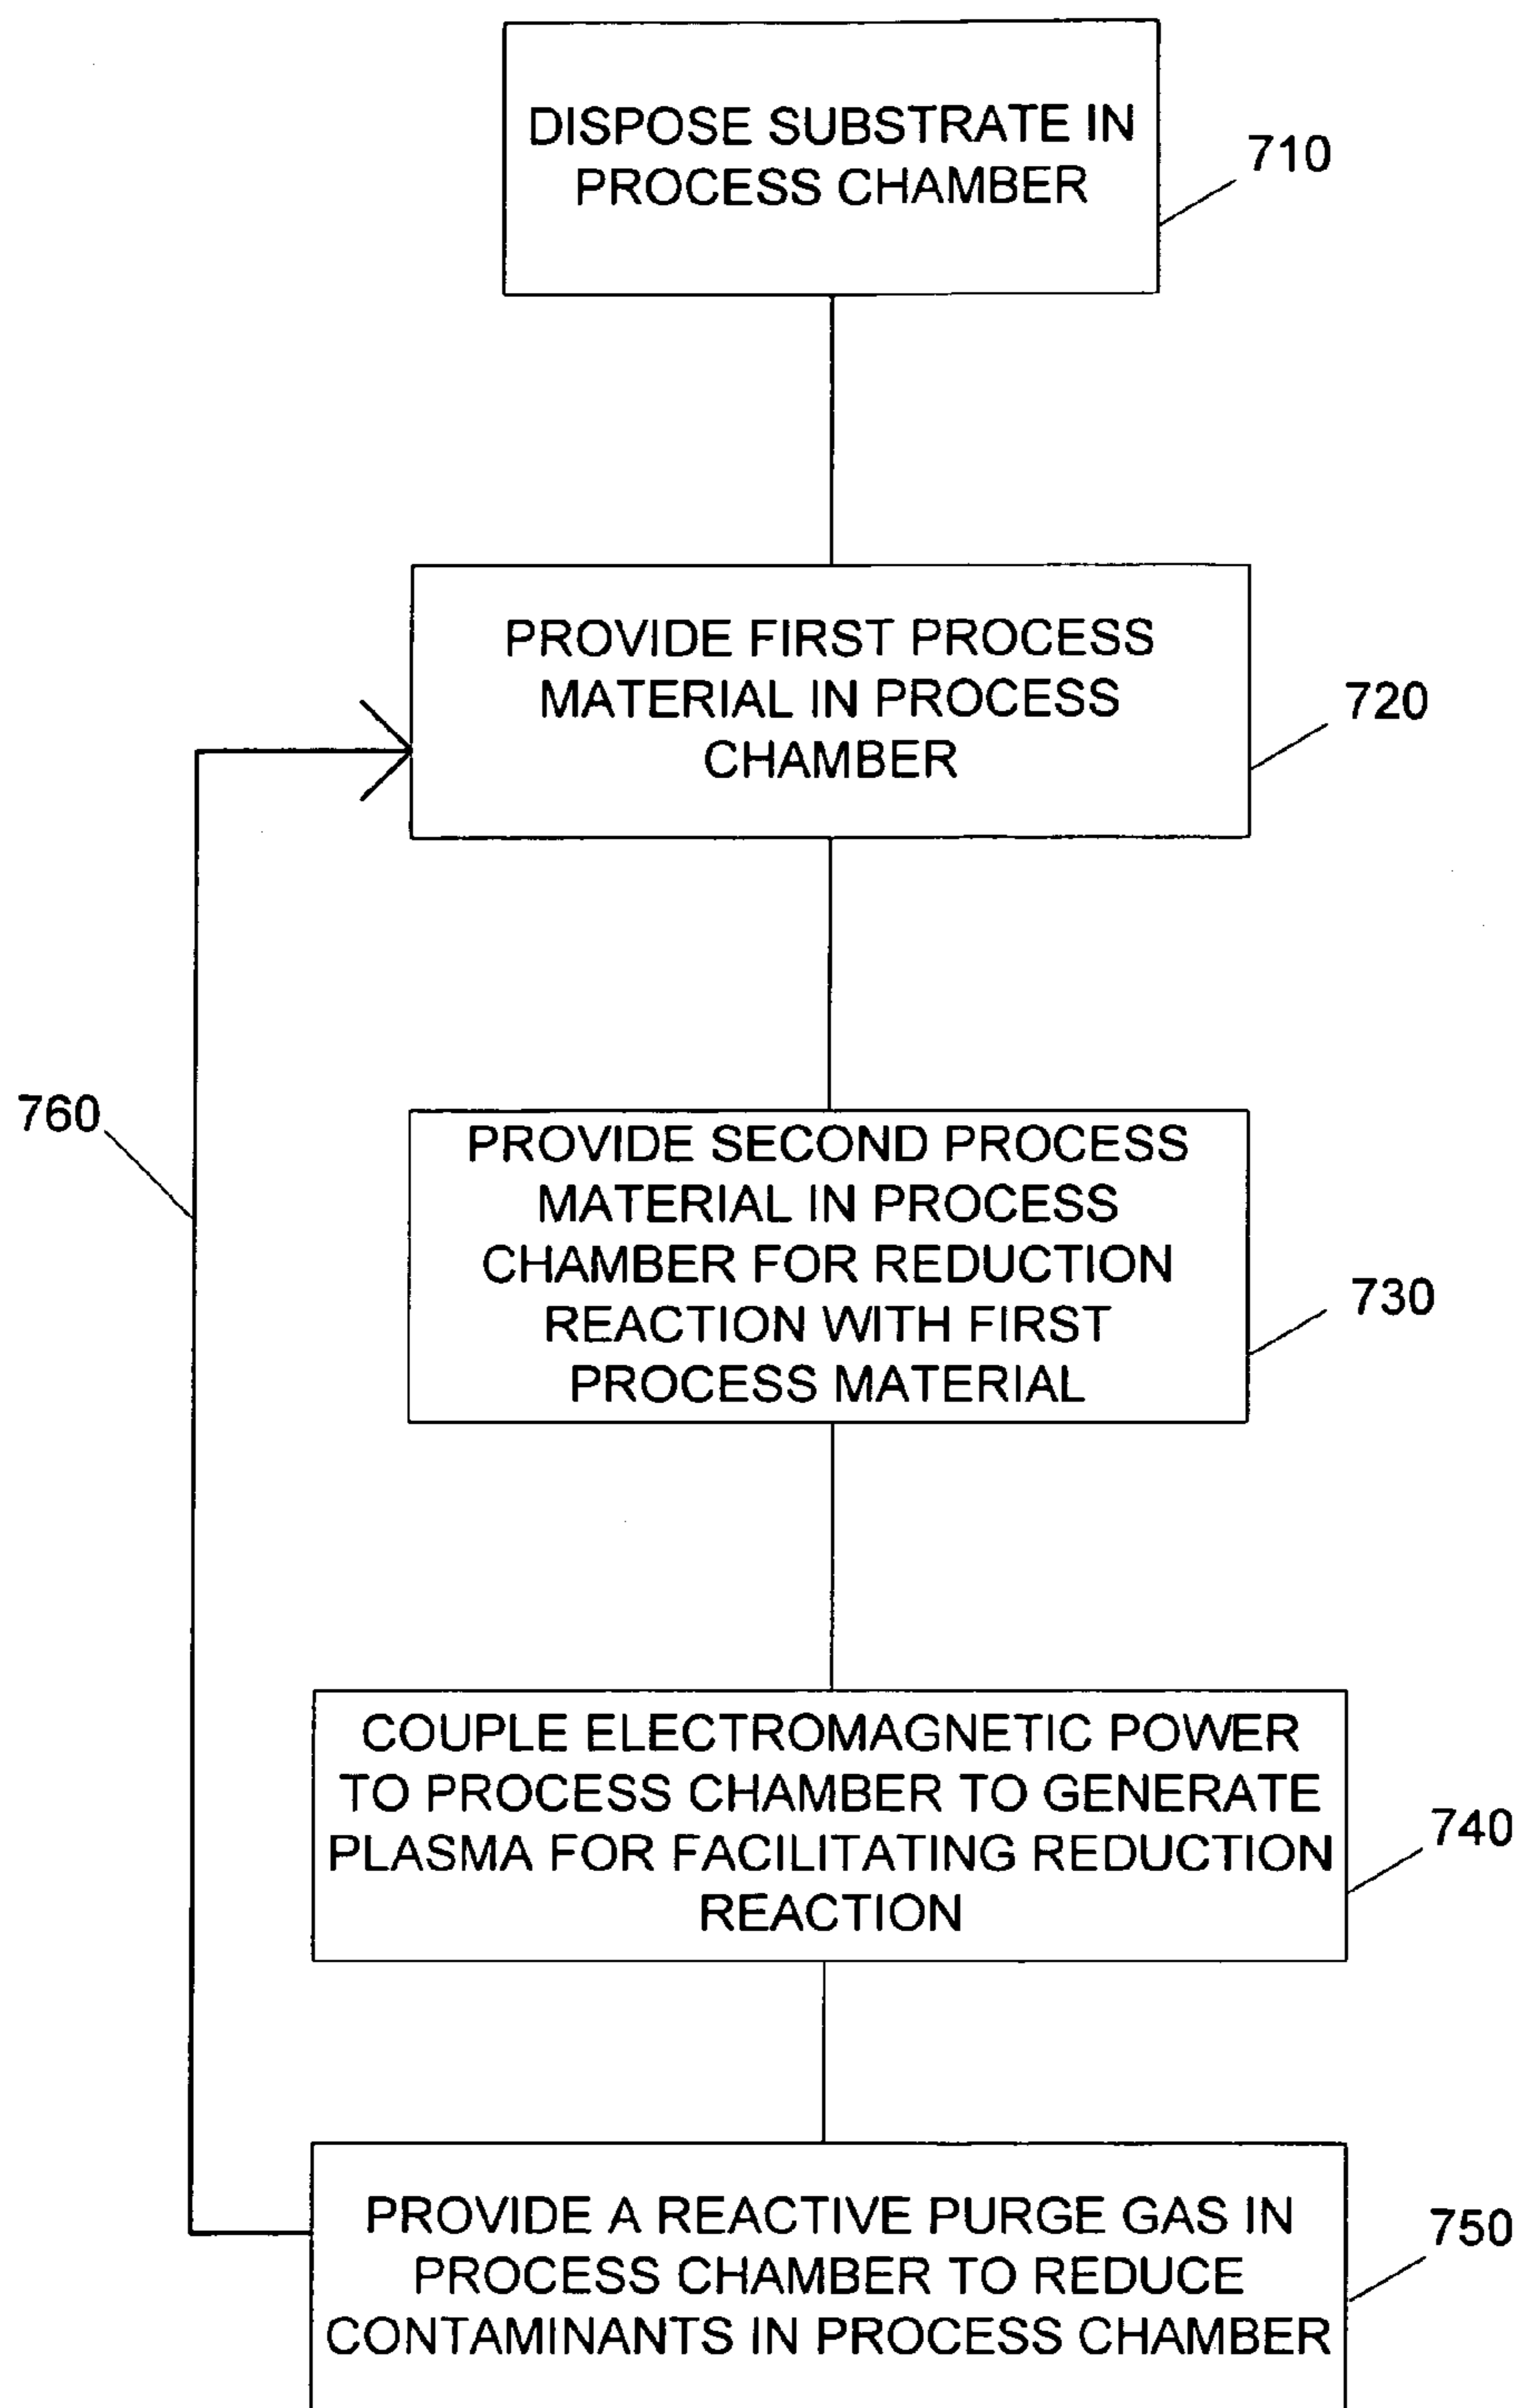 DISPOSE SUBSTRATE IN
PROCESS CHAMBER
710
PROVIDE FIRST PROCESS
MATERIAL IN PROCESS
CHAMBER
720
760
PROVIDE SECOND PROCESS
MATERIAL IN PROCESS
CHAMBER FOR REDUCTION
REACTION WITH FIRST
PROCESS MATERIAL
730
COUPLE ELECTROMAGNETIC POWER
TO PROCESS CHAMBER TO GENERATE
PLASMA FOR FACILITATING REDUCTION
REACTION
740
PROVIDE A REACTIVE PURGE GAS IN
PROCESS CHAMBER TO REDUCE
CONTAMINANTS IN PROCESS CHAMBER
750